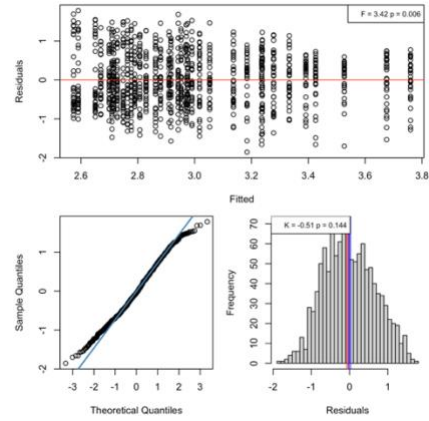 F = 3.42 p = 0.006
Residuals
1
0
-1
-2
2.6 2.8 3.0 3.2 3.4 3.6 3.8
Fitted
Sample Quantiles
1
0
-1
-2
-3 -2 -1 0 1 2 3
Theoretical Quantiles
K = -0.51 p = 0.144
Frequency
70
60
50
40
30
20
10
0
-2 -1 0 1
Residuals